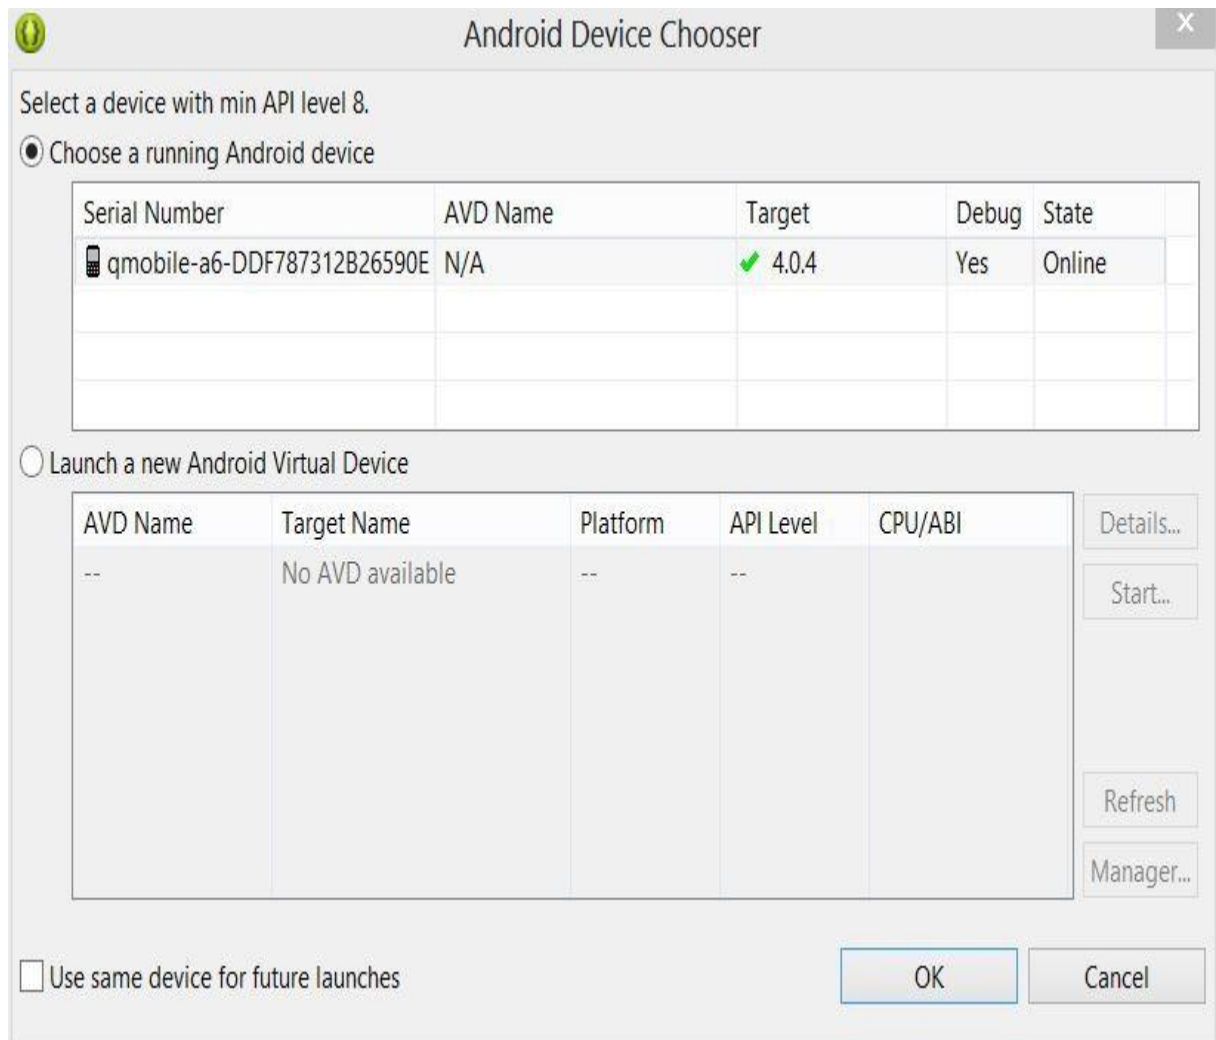 Android Device Chooser
X
Select a device with min API level 8.
Choose a running Android device
Serial Number AVD Name Target Debug State
qmobile-a6-DDF787312B26590E N/A 4.0.4 Yes Online
Launch a new Android Virtual Device
AVD Name Target Name Platform API Level CPU/ABI
-- No AVD available -- --
Details...
Start...
Refresh
Manager...
Use same device for future launches
OK Cancel